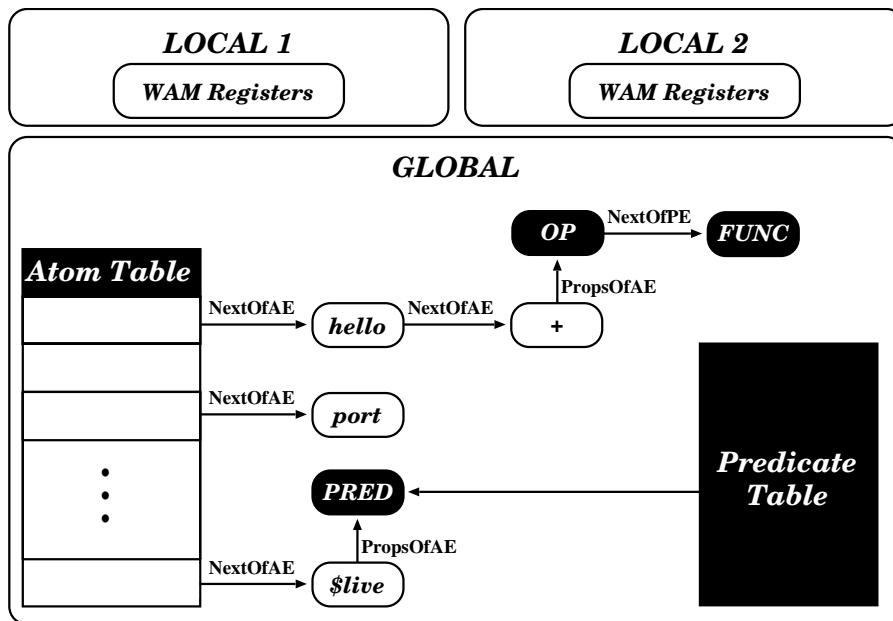 LOCAL 1
WAM Registers
LOCAL 2
WAM Registers
GLOBAL
OP
NextOfPE
FUNC
Atom Table
PropsOfAE
NextOfAE
hello
NextOfAE
+
NextOfAE
port
Predicate
Table
PRED
PropsOfAE
NextOfAE
$live